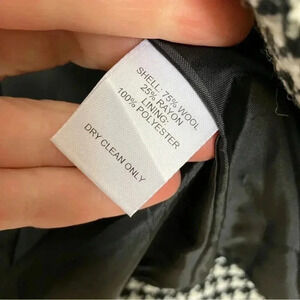 SHELL: 75% WOOL
25% RAYON
LINING:
100% POLYESTER
DRY CLEAN ONLY